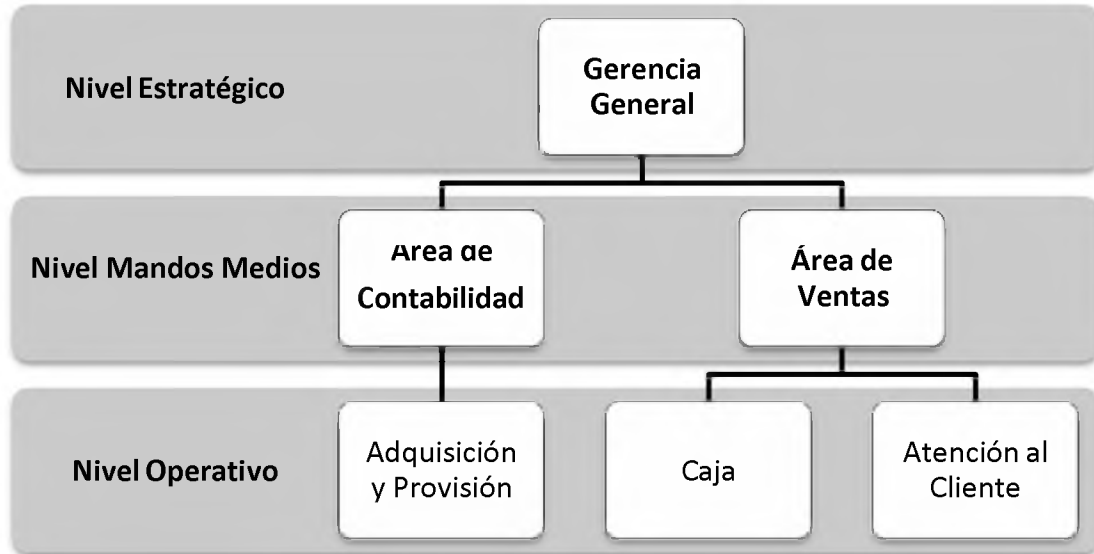 Nivel Estratégico
Gerencia
General
Nivel Mandos Medios
Área de
Contabilidad
Área de
Ventas
Nivel Operativo
Adquisición
y Provisión
Caja
Atención al
Cliente